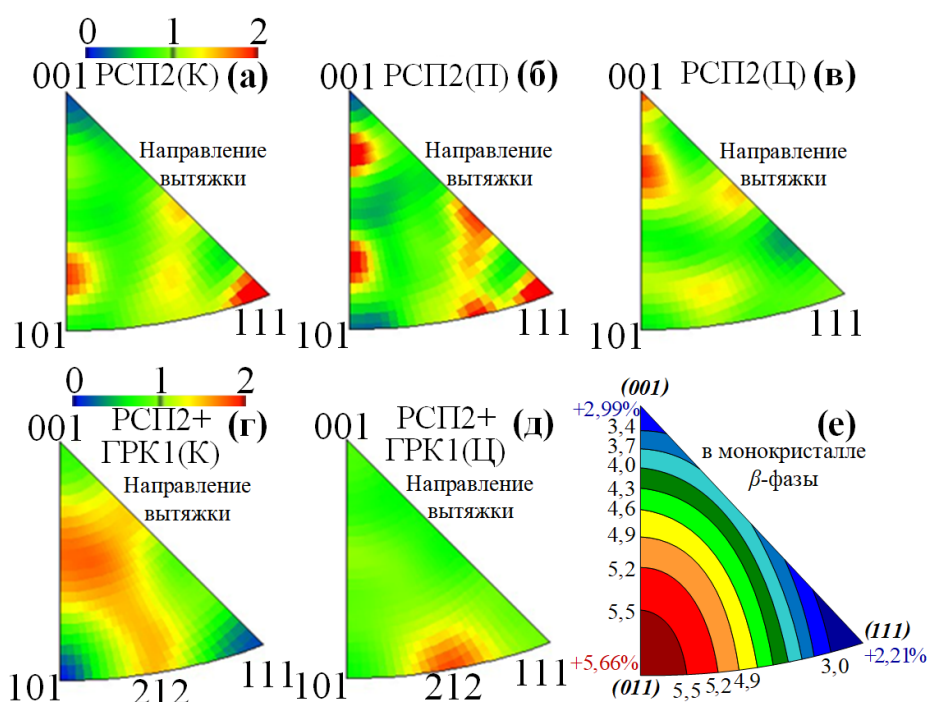 0 1 2
001 РСП2(К) (а)
Направление
вытяжки
101
111
001 РСП2(П) (б)
Направление
вытяжки
101
111
001 РСП2(Ц) (в)
Направление
вытяжки
101
111
0 1 2
001 РСП2+ (г)
ГРК1(К)
Направление
вытяжки
101
212
111
001 РСП2+ (д)
ГРК1(Ц)
Направление
вытяжки
101
212
111
(001)
(е)
+2,99%
3,4
3,7
4,0
4,3
4,6
4,9
5,2
5,5
в монокристалле
β-фазы
+5,66%
(011)
5,5 5,2 4,9
3,0
(111)
+2,21%